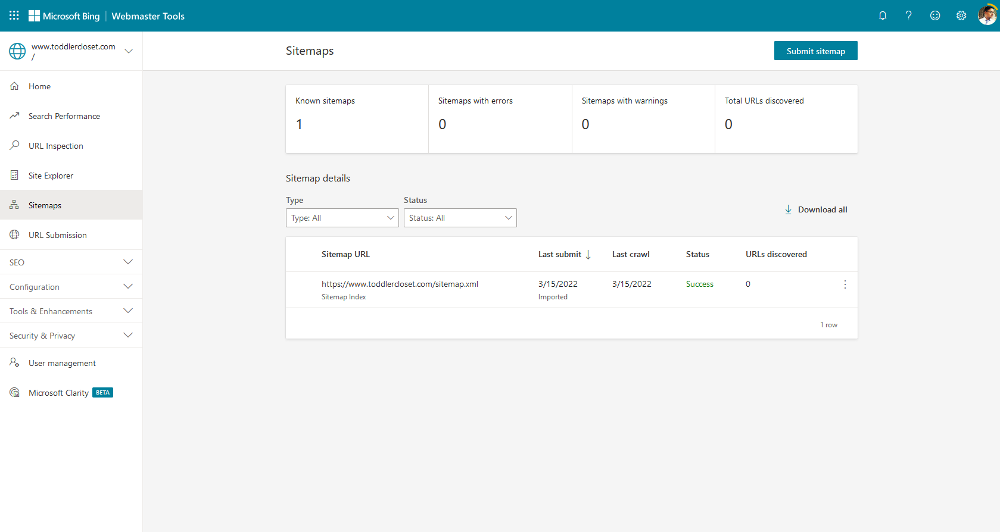 Microsoft Bing | Webmaster Tools
www.toddlercloset.com
/
Home
Search Performance
URL Inspection
Site Explorer
Sitemaps
URL Submission
SEO
Configuration
Tools & Enhancements
Security & Privacy
User management
Microsoft Clarity BETA
Sitemaps
Submit sitemap
Known sitemaps
1
Sitemaps with errors
0
Sitemaps with warnings
0
Total URLs discovered
0
Sitemap details
Type
Type: All
Status
Status: All
Download all
Sitemap URL Last submit Last crawl Status URLs discovered
https://www.toddlercloset.com/sitemap.xml 3/15/2022 3/15/2022 Success 0
Sitemap Index Imported
1 row